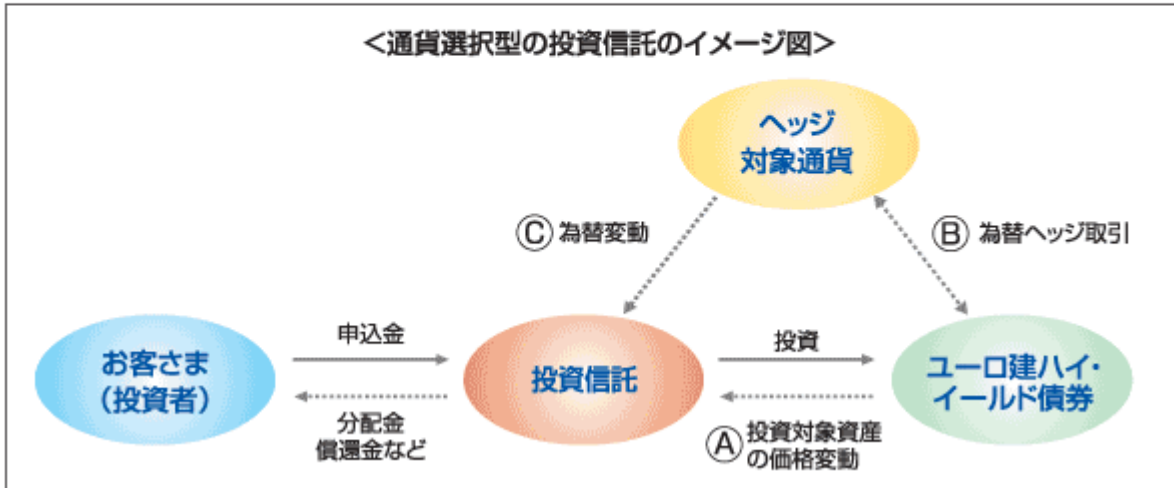 ＜通貨選択型の投資信託のイメージ図＞
ヘッジ
対象通貨
Ⓒ 為替変動
Ⓑ 為替ヘッジ取引
お客さま
（投資者）
申込金
分配金
償還金など
投資信託
投資
Ⓐ 投資対象資産
の価格変動
ユーロ建ハイ・
イールド債券